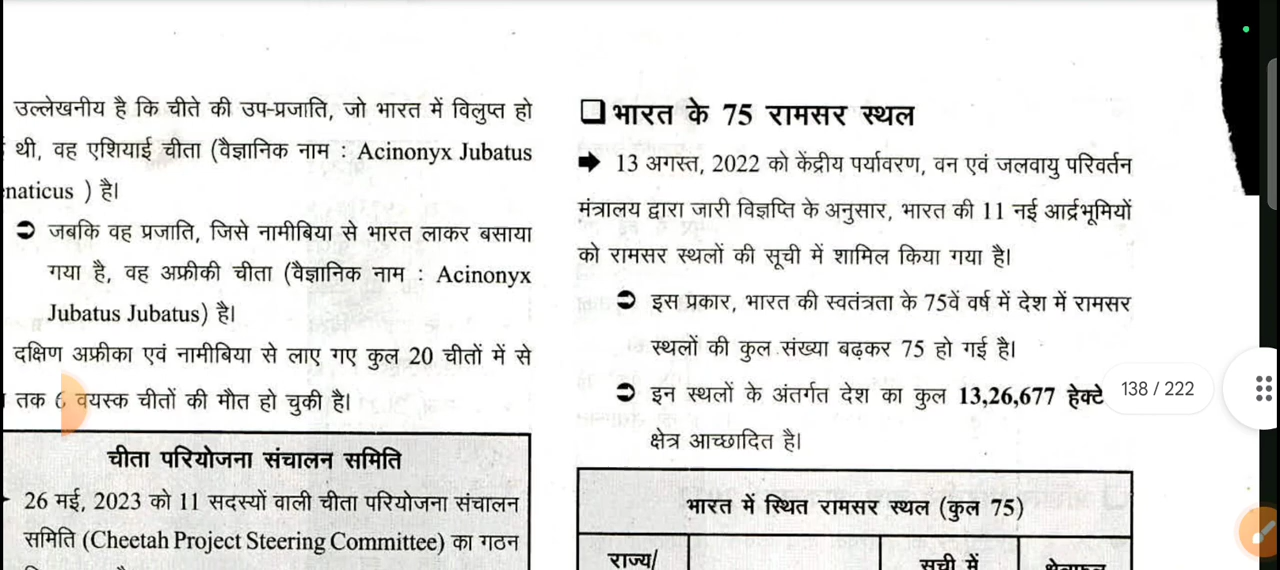 उल्लेखनीय है कि चीते की उप-प्रजाति, जो भारत में विलुप्त हो
थी, वह एशियाई चीता (वैज्ञानिक नाम : Acinonyx Jubatus
naticus ) है।
जबकि वह प्रजाति, जिसे नामीबिया से भारत लाकर बसाया
गया है, वह अफ्रीकी चीता (वैज्ञानिक नाम : Acinonyx
Jubatus Jubatus) है।
दक्षिण अफ्रीका एवं नामीबिया से लाए गए कुल 20 चीतों में से
तक 6 वयस्क चीतों की मौत हो चुकी है।
चीता परियोजना संचालन समिति
26 मई, 2023 को 11 सदस्यों वाली चीता परियोजना संचालन
समिति (Cheetah Project Steering Committee) का गठन
भारत के 75 रामसर स्थल
13 अगस्त, 2022 को केंद्रीय पर्यावरण, वन एवं जलवायु परिवर्तन
मंत्रालय द्वारा जारी विज्ञप्ति के अनुसार, भारत की 11 नई आर्द्रभूमियों
को रामसर स्थलों की सूची में शामिल किया गया है।
इस प्रकार, भारत की स्वतंत्रता के 75वें वर्ष में देश में रामसर
स्थलों की कुल संख्या बढ़कर 75 हो गई है।
इन स्थलों के अंतर्गत देश का कुल 13,26,677 हेक्टे
क्षेत्र आच्छादित है।
भारत में स्थित रामसर स्थल (कुल 75)
राज्य/
सूची में
क्षेत्रफल
138 / 222